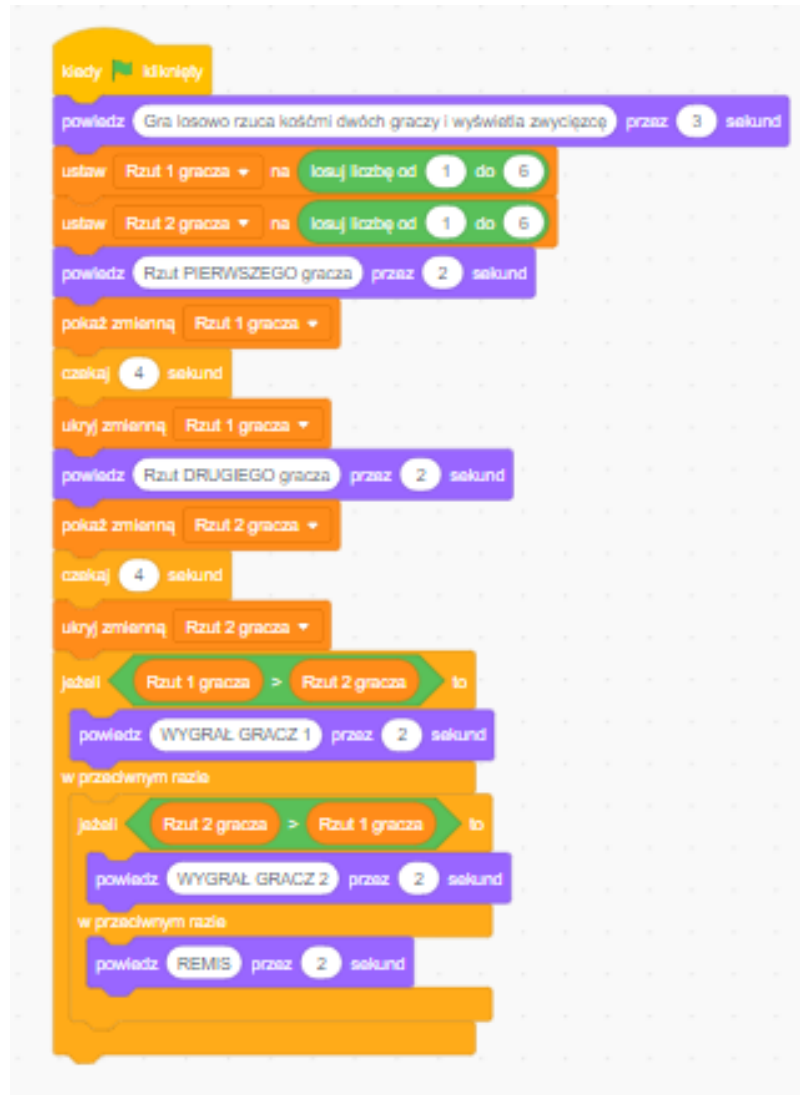 kiedy kliknięty
powiedz Gra losowo rzuca kośćmi dwóch graczy i wyświetla zwycięzcę przez 3 sekund
ustaw Rzut 1 gracza na losuj liczbę od 1 do 6
ustaw Rzut 2 gracza na losuj liczbę od 1 do 6
powiedz Rzut PIERWSZEGO gracza przez 2 sekund
pokaż zmienną Rzut 1 gracza
czekaj 4 sekund
ukryj zmienną Rzut 1 gracza
powiedz Rzut DRUGIEGO gracza przez 2 sekund
pokaż zmienną Rzut 2 gracza
czekaj 4 sekund
ukryj zmienną Rzut 2 gracza
jeżeli Rzut 1 gracza > Rzut 2 gracza to
powiedz WYGRAŁ GRACZ 1 przez 2 sekund
w przeciwnym razie
jeżeli Rzut 2 gracza > Rzut 1 gracza to
powiedz WYGRAŁ GRACZ 2 przez 2 sekund
w przeciwnym razie
powiedz REMIS przez 2 sekund